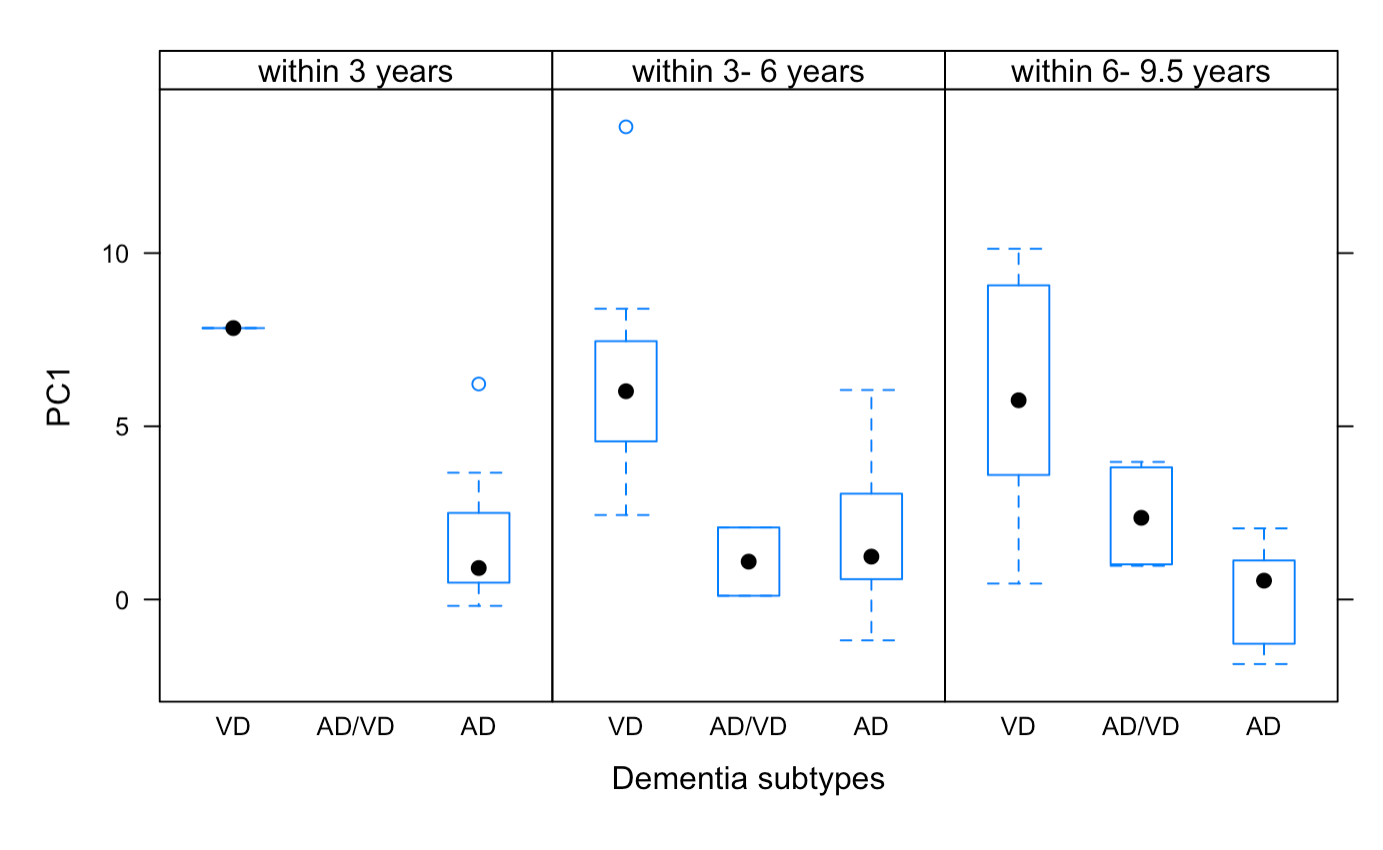 within 3 years within 3- 6 years within 6- 9.5 years
10
5
0
PC1
VD AD/VD AD VD AD/VD AD VD AD/VD AD
Dementia subtypes